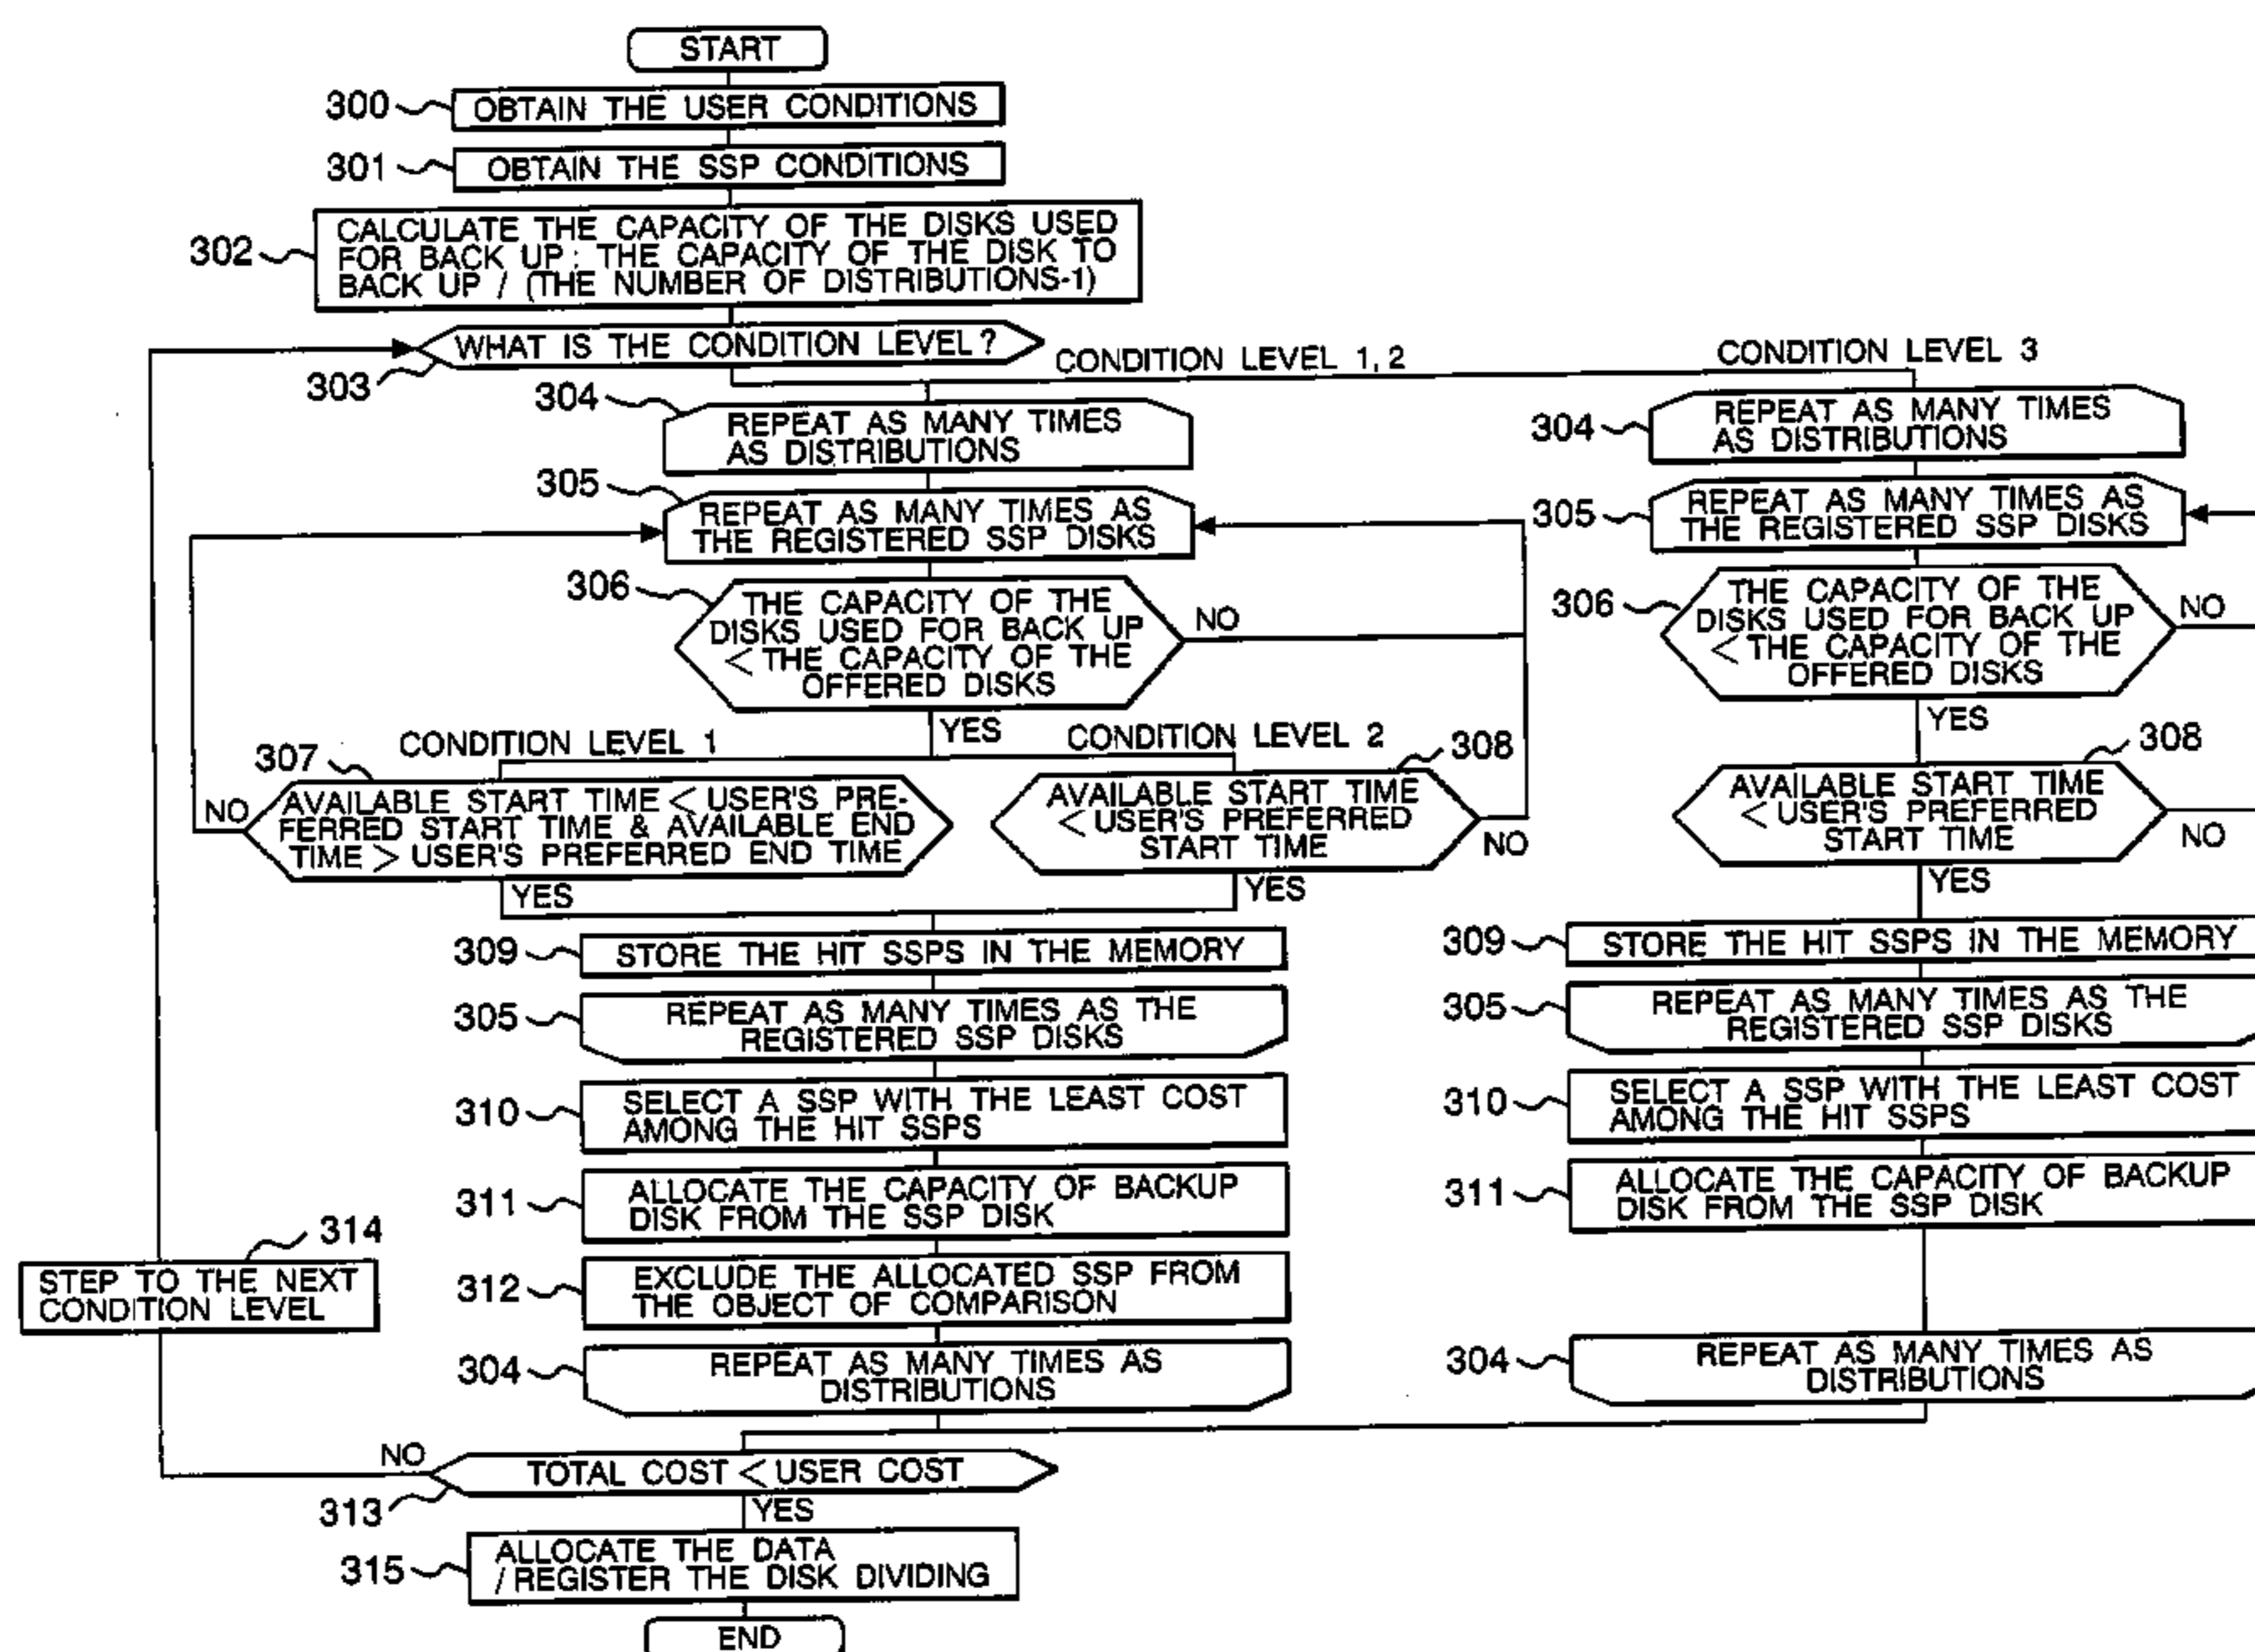 START
300
OBTAIN THE USER CONDITIONS
301
OBTAIN THE SSP CONDITIONS
302
CALCULATE THE CAPACITY OF THE DISKS USED
FOR BACK UP : THE CAPACITY OF THE DISK TO
BACK UP / (THE NUMBER OF DISTRIBUTIONS-1)
303
WHAT IS THE CONDITION LEVEL?
CONDITION LEVEL 1, 2
304
REPEAT AS MANY TIMES
AS DISTRIBUTIONS
305
REPEAT AS MANY TIMES AS
THE REGISTERED SSP DISKS
306
THE CAPACITY OF THE
DISKS USED FOR BACK UP
< THE CAPACITY OF THE
OFFERED DISKS
NO
YES
CONDITION LEVEL 1
307
AVAILABLE START TIME < USER'S PRE-
FERRED START TIME & AVAILABLE END
TIME > USER'S PREFERRED END TIME
NO
YES
CONDITION LEVEL 2
308
AVAILABLE START TIME
< USER'S PREFERRED
START TIME
NO
YES
309
STORE THE HIT SSPS IN THE MEMORY
305
REPEAT AS MANY TIMES AS THE
REGISTERED SSP DISKS
310
SELECT A SSP WITH THE LEAST COST
AMONG THE HIT SSPS
311
ALLOCATE THE CAPACITY OF BACKUP
DISK FROM THE SSP DISK
312
EXCLUDE THE ALLOCATED SSP FROM
THE OBJECT OF COMPARISON
304
REPEAT AS MANY TIMES AS
DISTRIBUTIONS
CONDITION LEVEL 3
304
REPEAT AS MANY TIMES
AS DISTRIBUTIONS
305
REPEAT AS MANY TIMES AS
THE REGISTERED SSP DISKS
306
THE CAPACITY OF THE
DISKS USED FOR BACK UP
< THE CAPACITY OF THE
OFFERED DISKS
NO
YES
308
AVAILABLE START TIME
< USER'S PREFERRED
START TIME
NO
YES
309
STORE THE HIT SSPS IN THE MEMORY
305
REPEAT AS MANY TIMES AS THE
REGISTERED SSP DISKS
310
SELECT A SSP WITH THE LEAST COST
AMONG THE HIT SSPS
311
ALLOCATE THE CAPACITY OF BACKUP
DISK FROM THE SSP DISK
304
REPEAT AS MANY TIMES AS
DISTRIBUTIONS
313
TOTAL COST < USER COST
NO
YES
314
STEP TO THE NEXT
CONDITION LEVEL
315
ALLOCATE THE DATA
/ REGISTER THE DISK DIVIDING
END